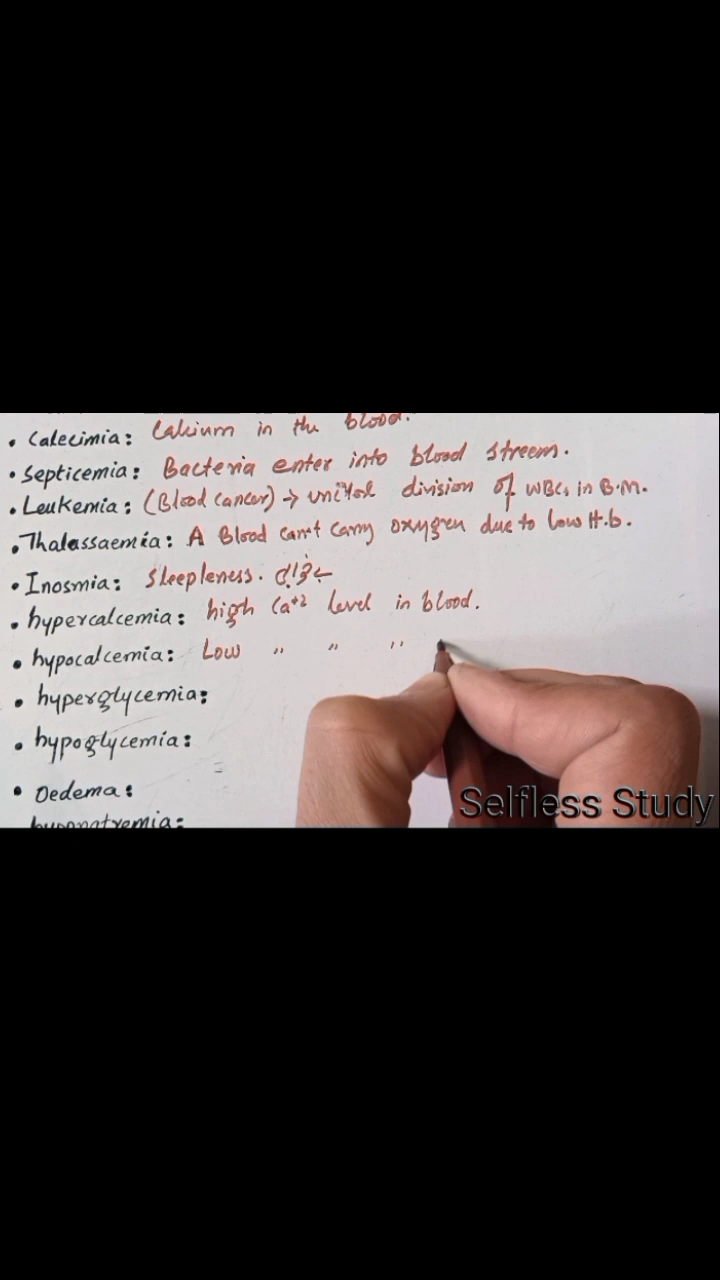 • Calecimia: Calcium in the blood.
• Septicemia: Bacteria enter into blood streem.
• Leukemia: (Blood cancer) → division of WBCs in B.M.
• Thalassaemia: A Blood can't carry oxygen due to low H.b.
• Inosmia: Sleepleness.
• hypercalcemia: high Ca+2 level in blood.
• hypocalcemia: Low " " "
• hyperglycemia:
• hypoglycemia:
• Oedema:
hyponatremia:
Selfless Study